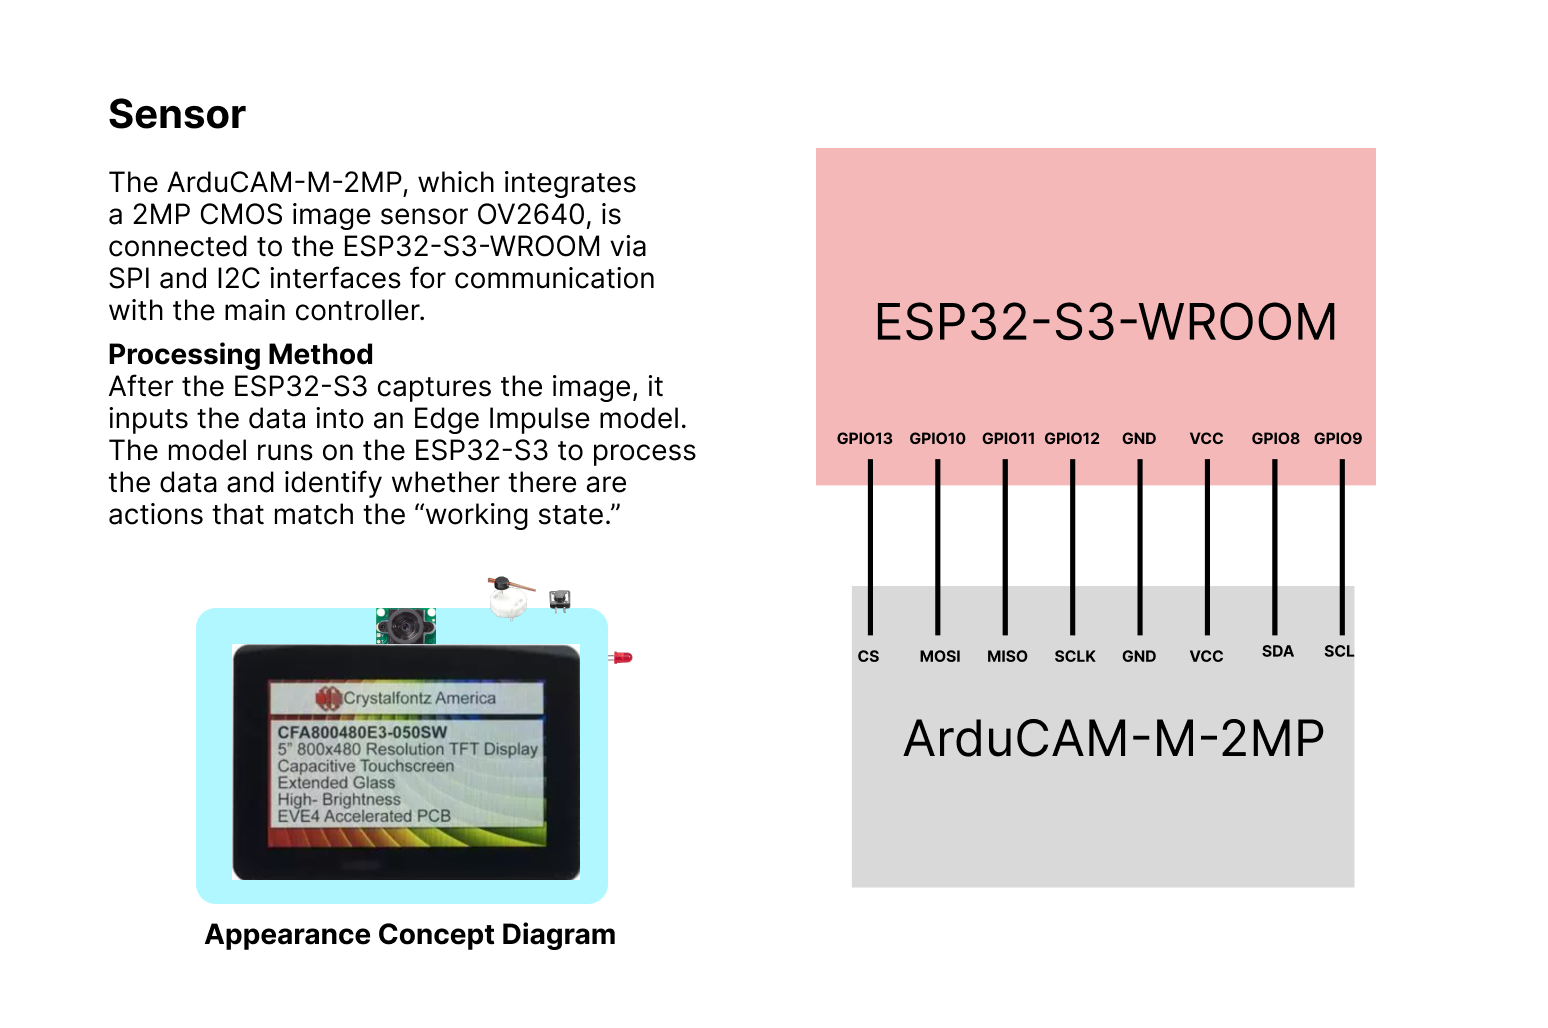 Sensor
The ArduCAM-M-2MP, which integrates
a 2MP CMOS image sensor OV2640, is
connected to the ESP32-S3-WROOM via
SPI and I2C interfaces for communication
with the main controller.
Processing Method
After the ESP32-S3 captures the image, it
inputs the data into an Edge Impulse model.
The model runs on the ESP32-S3 to process
the data and identify whether there are
actions that match the “working state.”
Crystalfontz America
CFA800480E3-050SW
5" 800x480 Resolution TFT Display
Capacitive Touchscreen
Extended Glass
High- Brightness
EVE4 Accelerated PCB
Appearance Concept Diagram
ESP32-S3-WROOM
GPIO13 GPIO10 GPIO11 GPIO12 GND VCC GPIO8 GPIO9
CS MOSI MISO SCLK GND VCC SDA SCL
ArduCAM-M-2MP